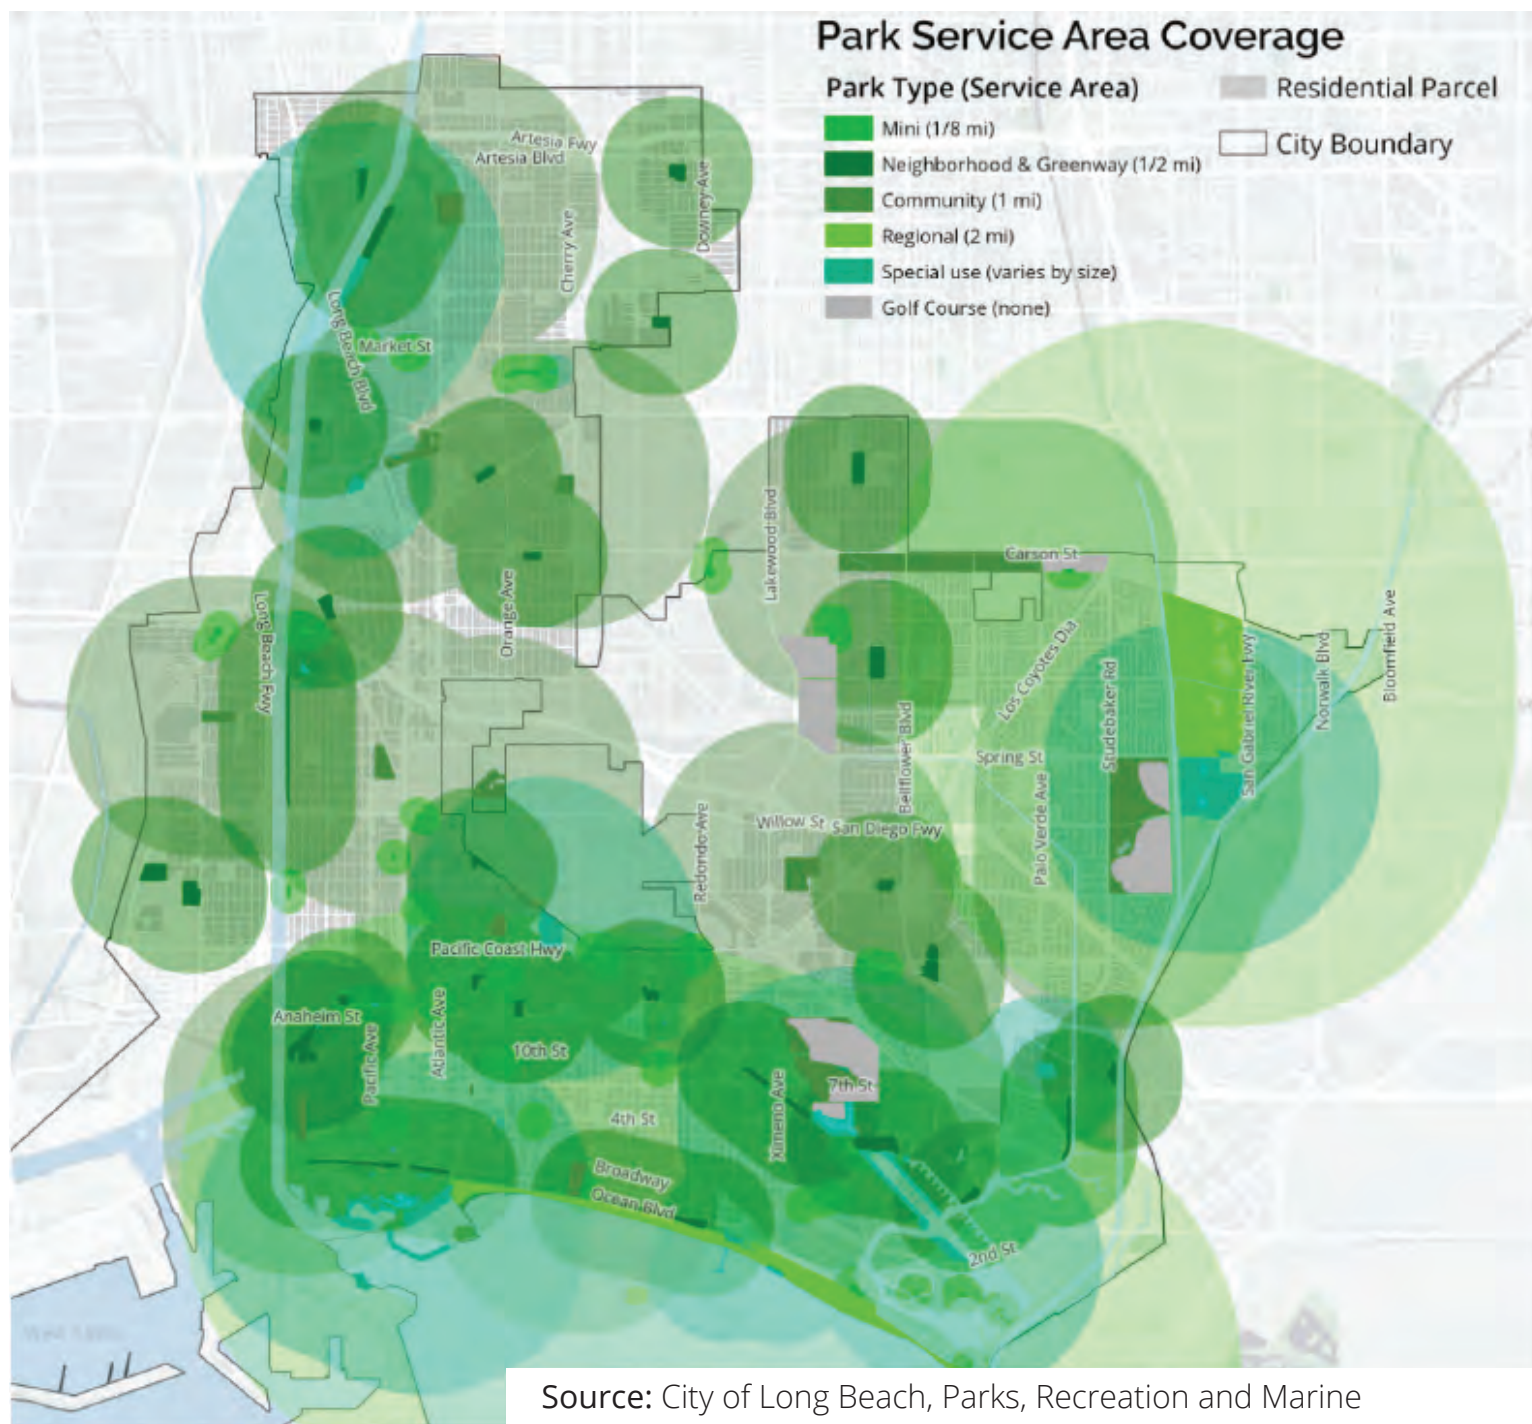 Park Service Area Coverage
Park Type (Service Area)
Mini (1/8 mi)
Neighborhood & Greenway (1/2 mi)
Community (1 mi)
Regional (2 mi)
Special use (varies by size)
Golf Course (none)
Residential Parcel
City Boundary
Artesia Fwy
Artesia Blvd
Downey Ave
Cherry Ave
Long Beach Blvd
Market St
Lakewood Blvd
Carson St
Orange Ave
Long Beach Fwy
Los Coyotes Dia
Studebaker Rd
San Gabriel River Fwy
Norwalk Blvd
Bloomfield Ave
Bellflower Blvd
Spring St
Palo Verde Ave
Redondo Ave
Willow St
San Diego Fwy
Pacific Coast Hwy
Anaheim St
Pacific Ave
Atlantic Ave
10th St
Ximeno Ave
7th St
4th St
Broadway
Ocean Blvd
2nd St
Source: City of Long Beach, Parks, Recreation and Marine